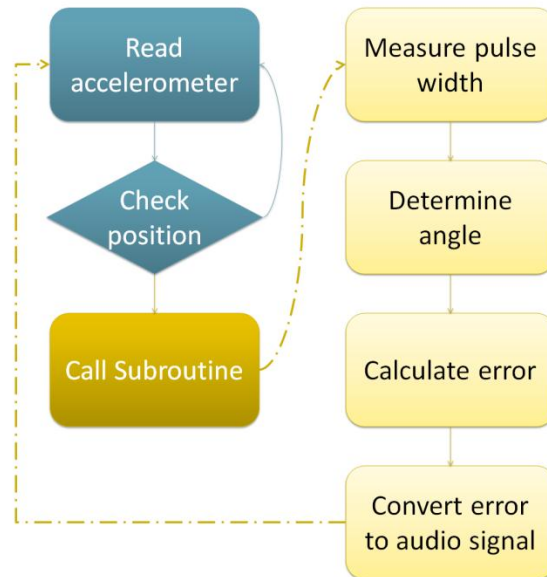 Read
accelerometer
Check
position
Call Subroutine
Measure pulse
width
Determine
angle
Calculate error
Convert error
to audio signal